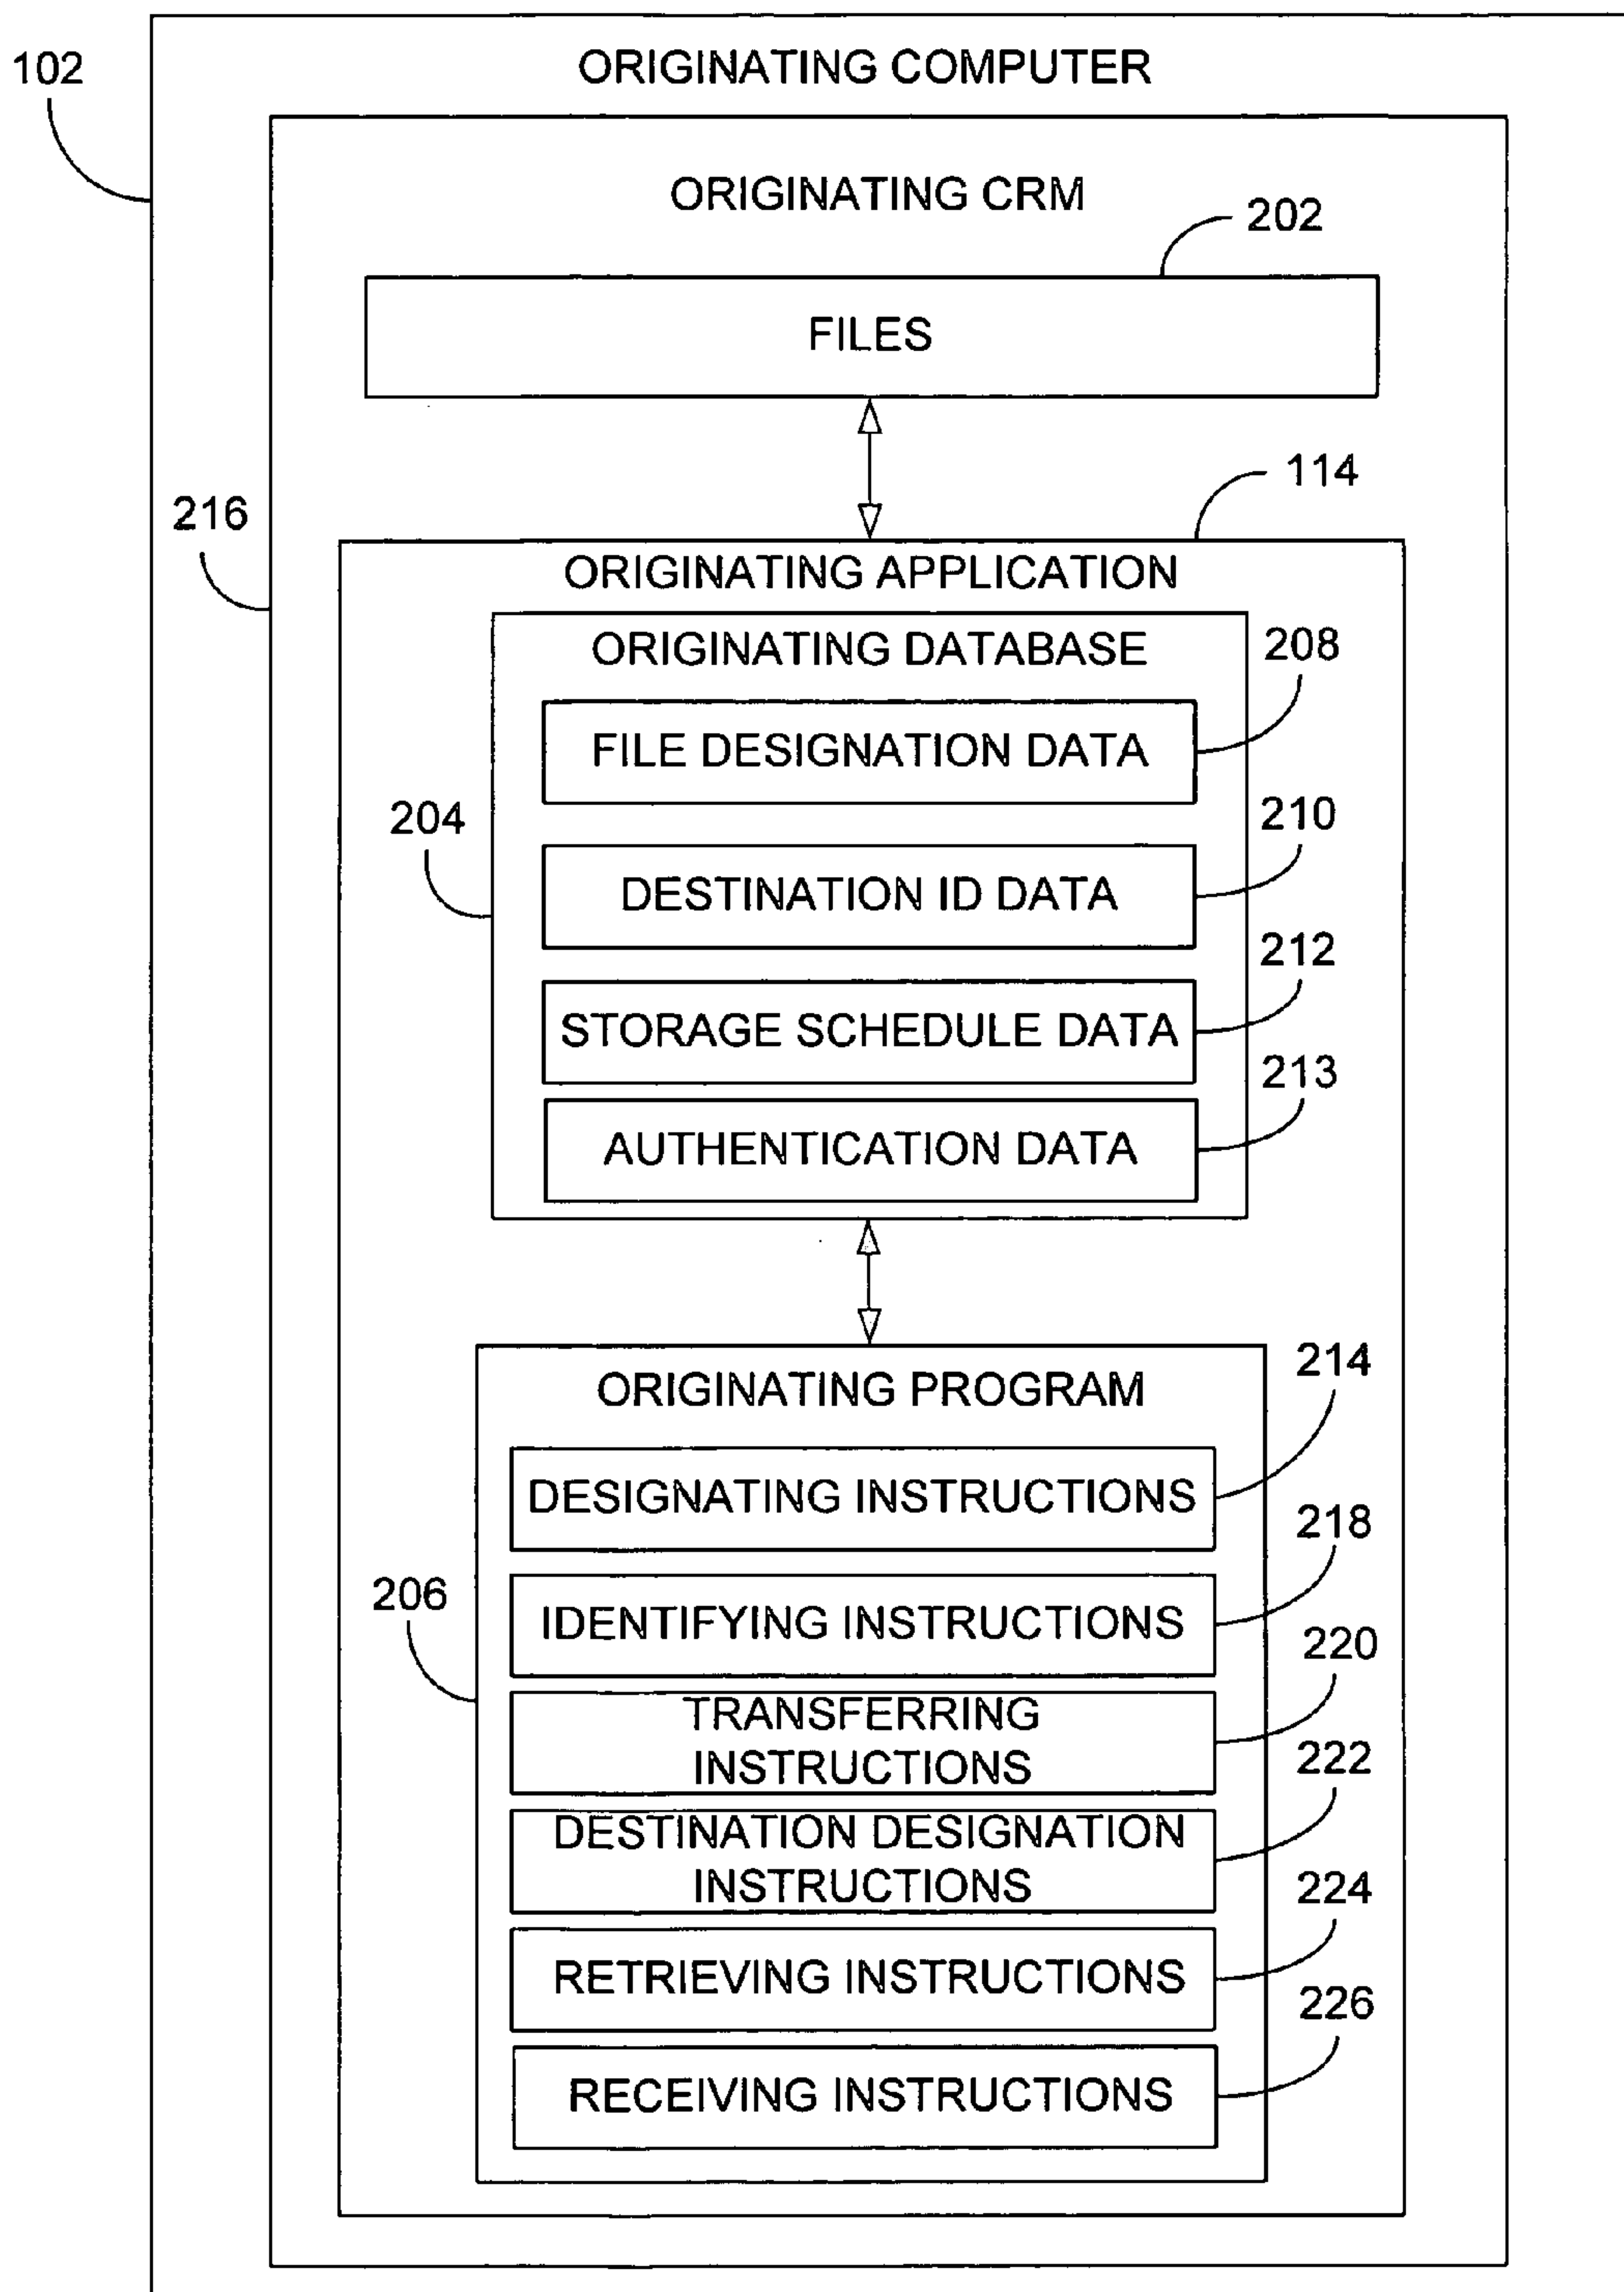 102
ORIGINATING COMPUTER
ORIGINATING CRM
202
FILES
114
216
ORIGINATING APPLICATION
ORIGINATING DATABASE
208
FILE DESIGNATION DATA
204
210
DESTINATION ID DATA
212
STORAGE SCHEDULE DATA
213
AUTHENTICATION DATA
ORIGINATING PROGRAM
214
DESIGNATING INSTRUCTIONS
218
206
IDENTIFYING INSTRUCTIONS
220
TRANSFERRING
INSTRUCTIONS
222
DESTINATION DESIGNATION
INSTRUCTIONS
224
RETRIEVING INSTRUCTIONS
226
RECEIVING INSTRUCTIONS